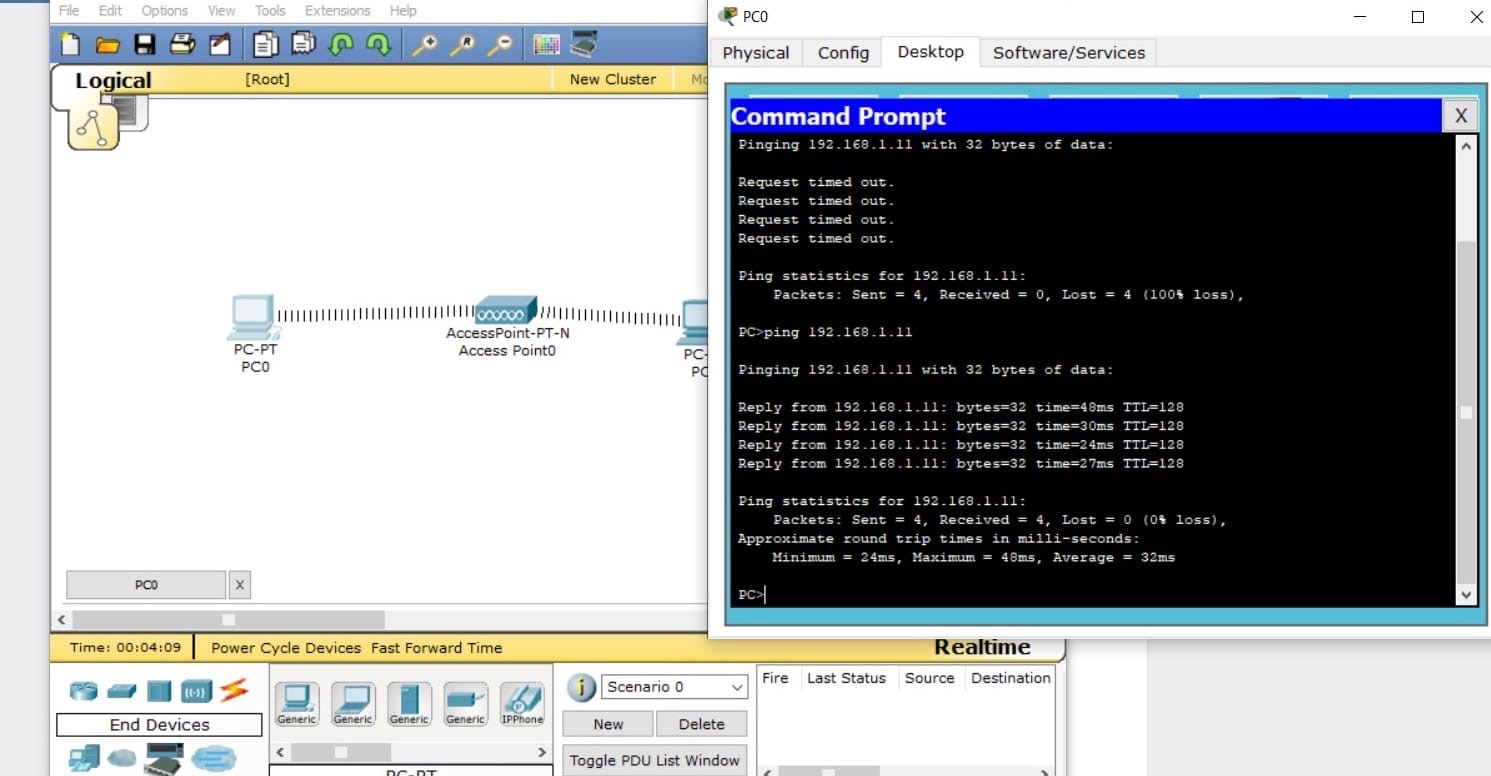 File Edit Options View Tools Extensions Help
Logical [Root] New Cluster
PC-PT
PC0
AccessPoint-PT-N
Access Point0
PC0 X
Time: 00:04:09 Power Cycle Devices Fast Forward Time Realtime
End Devices
Generic Generic Generic Generic IPPhone
PC-PT
Scenario 0
New Delete
Toggle PDU List Window
Fire Last Status Source Destination
PC0
Physical Config Desktop Software/Services
Command Prompt X
Pinging 192.168.1.11 with 32 bytes of data:
Request timed out.
Request timed out.
Request timed out.
Request timed out.
Ping statistics for 192.168.1.11:
Packets: Sent = 4, Received = 0, Lost = 4 (100% loss),
PC>ping 192.168.1.11
Pinging 192.168.1.11 with 32 bytes of data:
Reply from 192.168.1.11: bytes=32 time=48ms TTL=128
Reply from 192.168.1.11: bytes=32 time=30ms TTL=128
Reply from 192.168.1.11: bytes=32 time=24ms TTL=128
Reply from 192.168.1.11: bytes=32 time=27ms TTL=128
Ping statistics for 192.168.1.11:
Packets: Sent = 4, Received = 4, Lost = 0 (0% loss),
Approximate round trip times in milli-seconds:
Minimum = 24ms, Maximum = 48ms, Average = 32ms
PC>